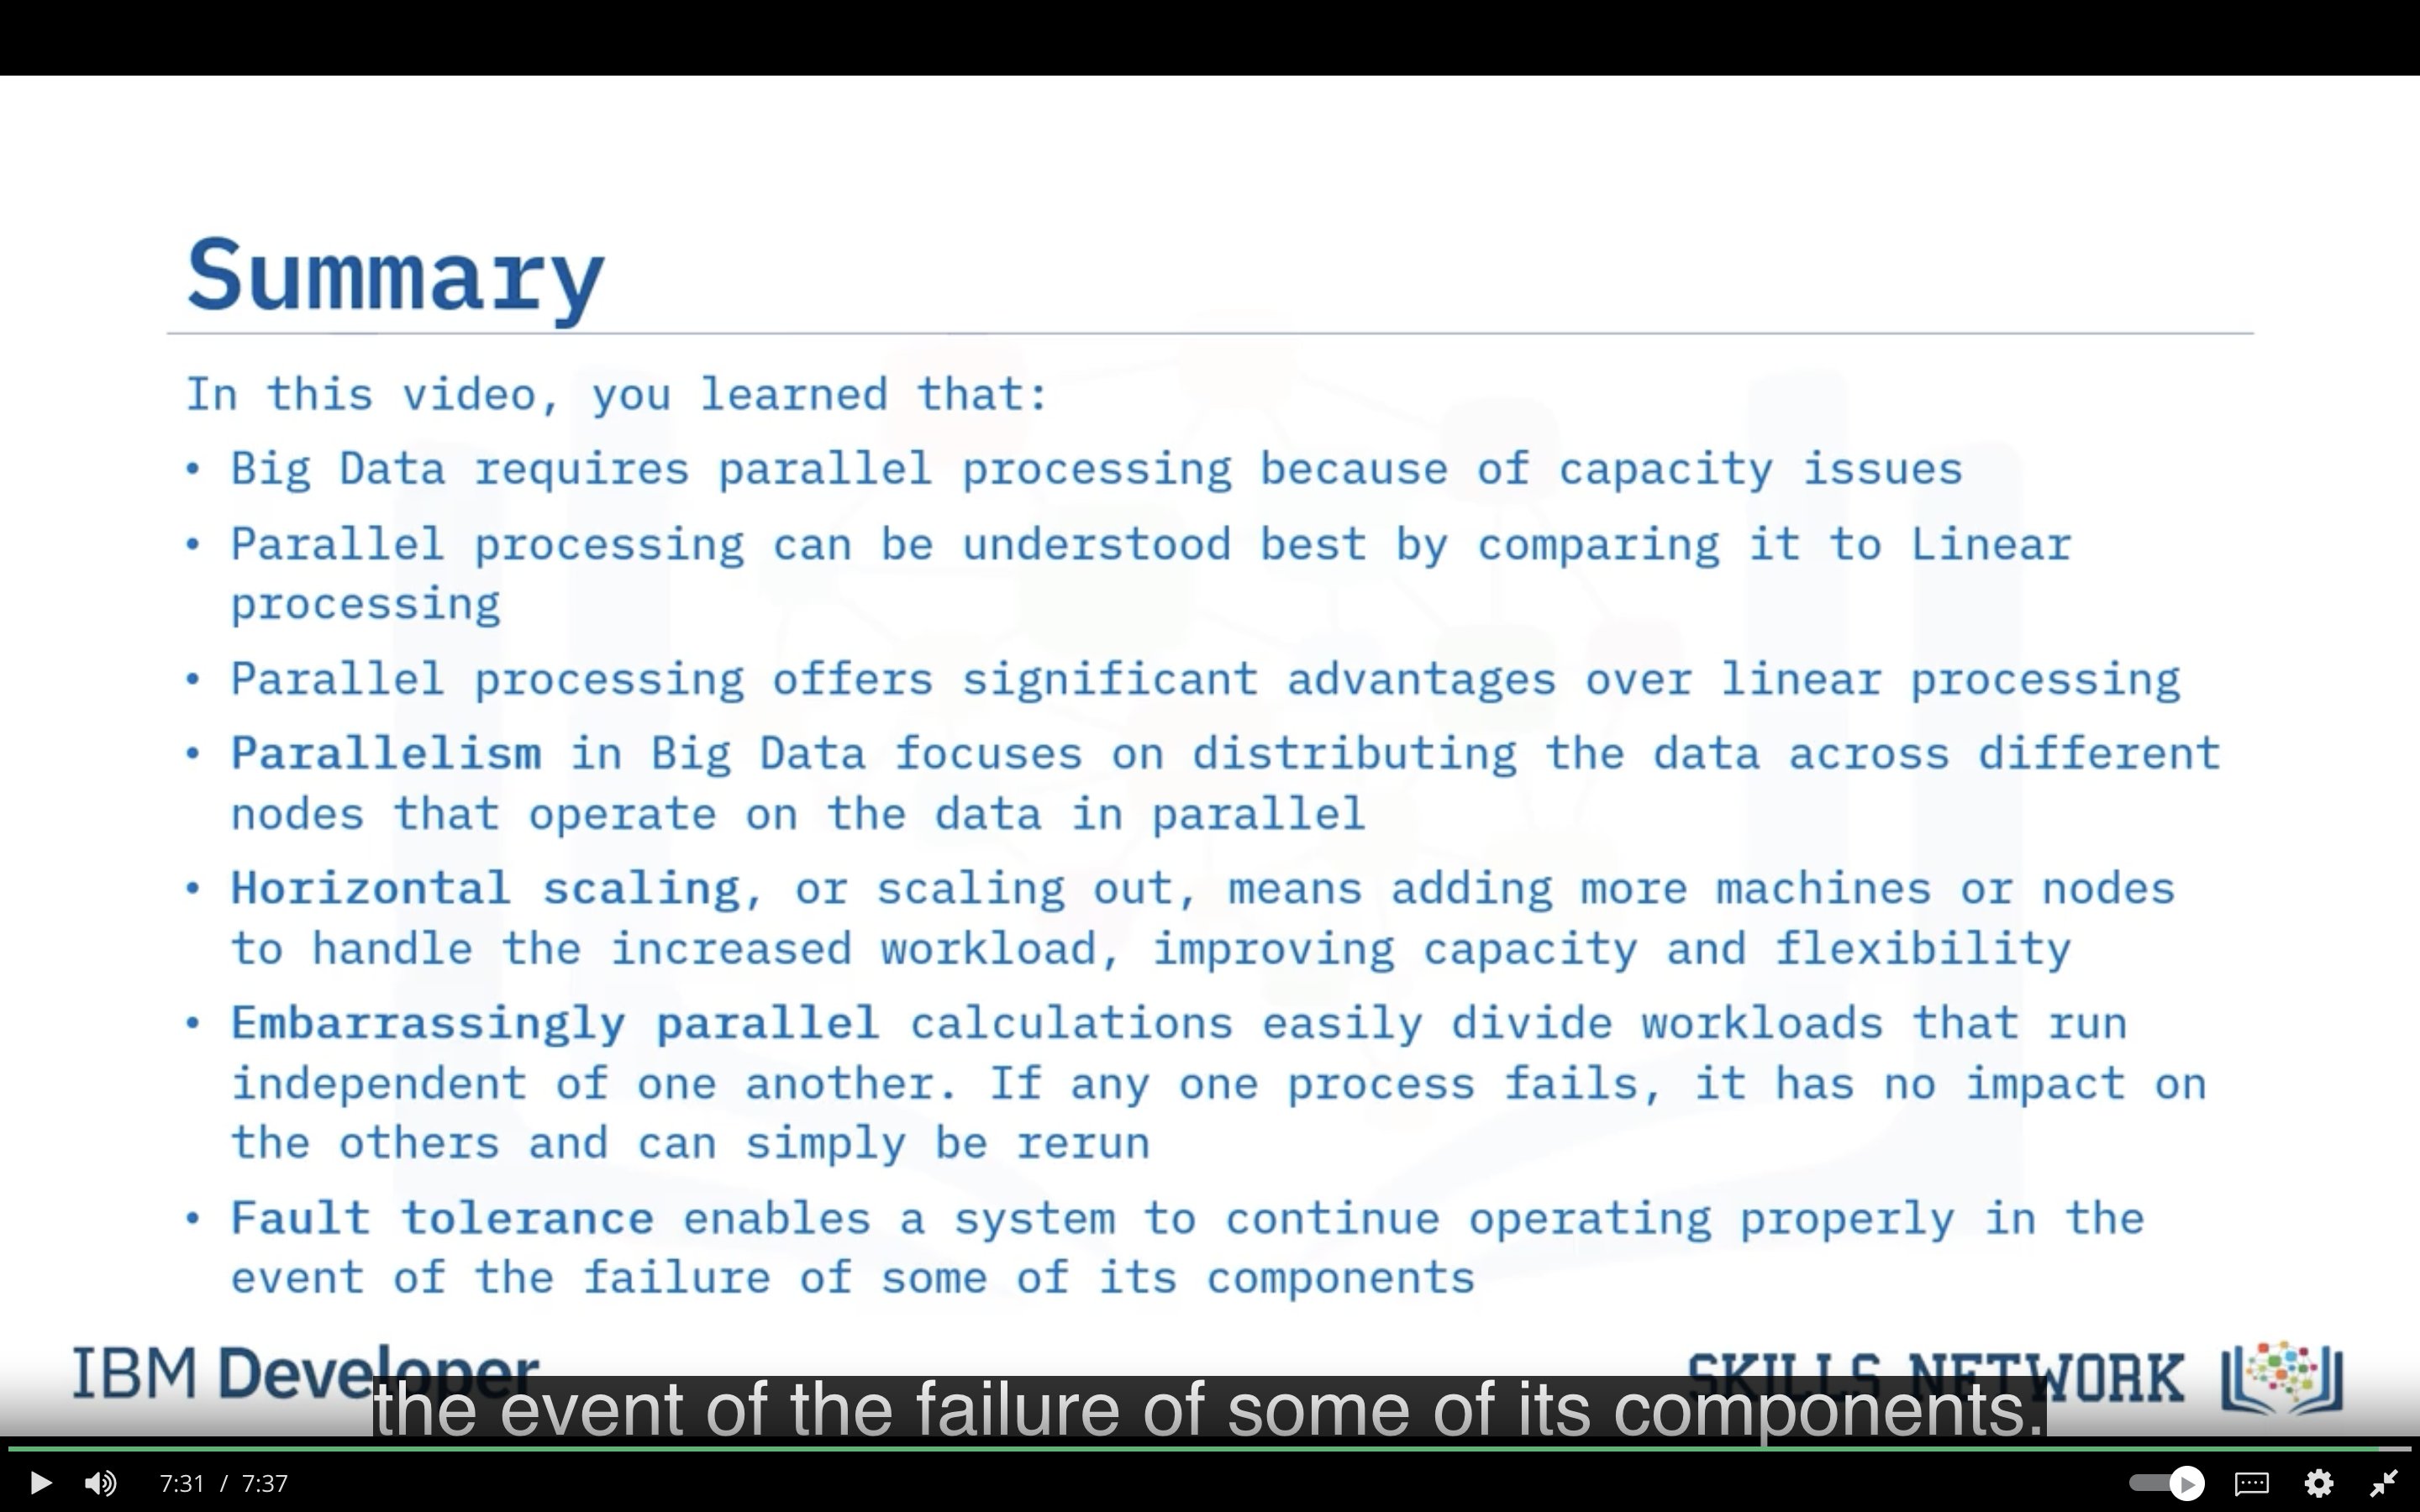 Summary
In this video, you learned that:
• Big Data requires parallel processing because of capacity issues
• Parallel processing can be understood best by comparing it to Linear
processing
• Parallel processing offers significant advantages over linear processing
• Parallelism in Big Data focuses on distributing the data across different
nodes that operate on the data in parallel
• Horizontal scaling, or scaling out, means adding more machines or nodes
to handle the increased workload, improving capacity and flexibility
• Embarrassingly parallel calculations easily divide workloads that run
independent of one another. If any one process fails, it has no impact on
the others and can simply be rerun
• Fault tolerance enables a system to continue operating properly in the
event of the failure of some of its components
IBM Developer
SKILLS NETWORK
the event of the failure of some of its components.
7:31 / 7:37